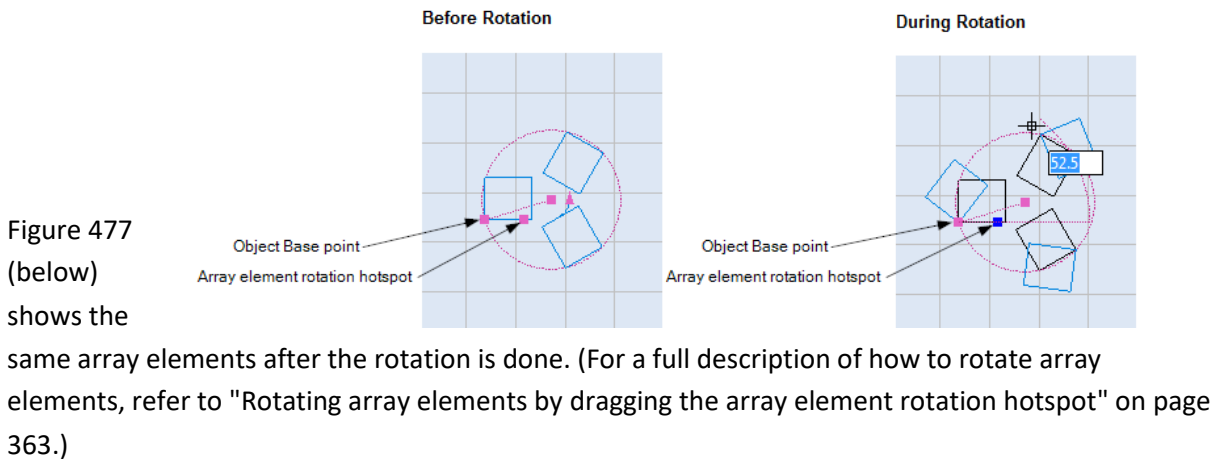 Before Rotation
During Rotation
52.5
Object Base point
Array element rotation hotspot
Object Base point
Array element rotation hotspot
Figure 477
(below)
shows the
same array elements after the rotation is done. (For a full description of how to rotate array
elements, refer to "Rotating array elements by dragging the array element rotation hotspot" on page
363.)